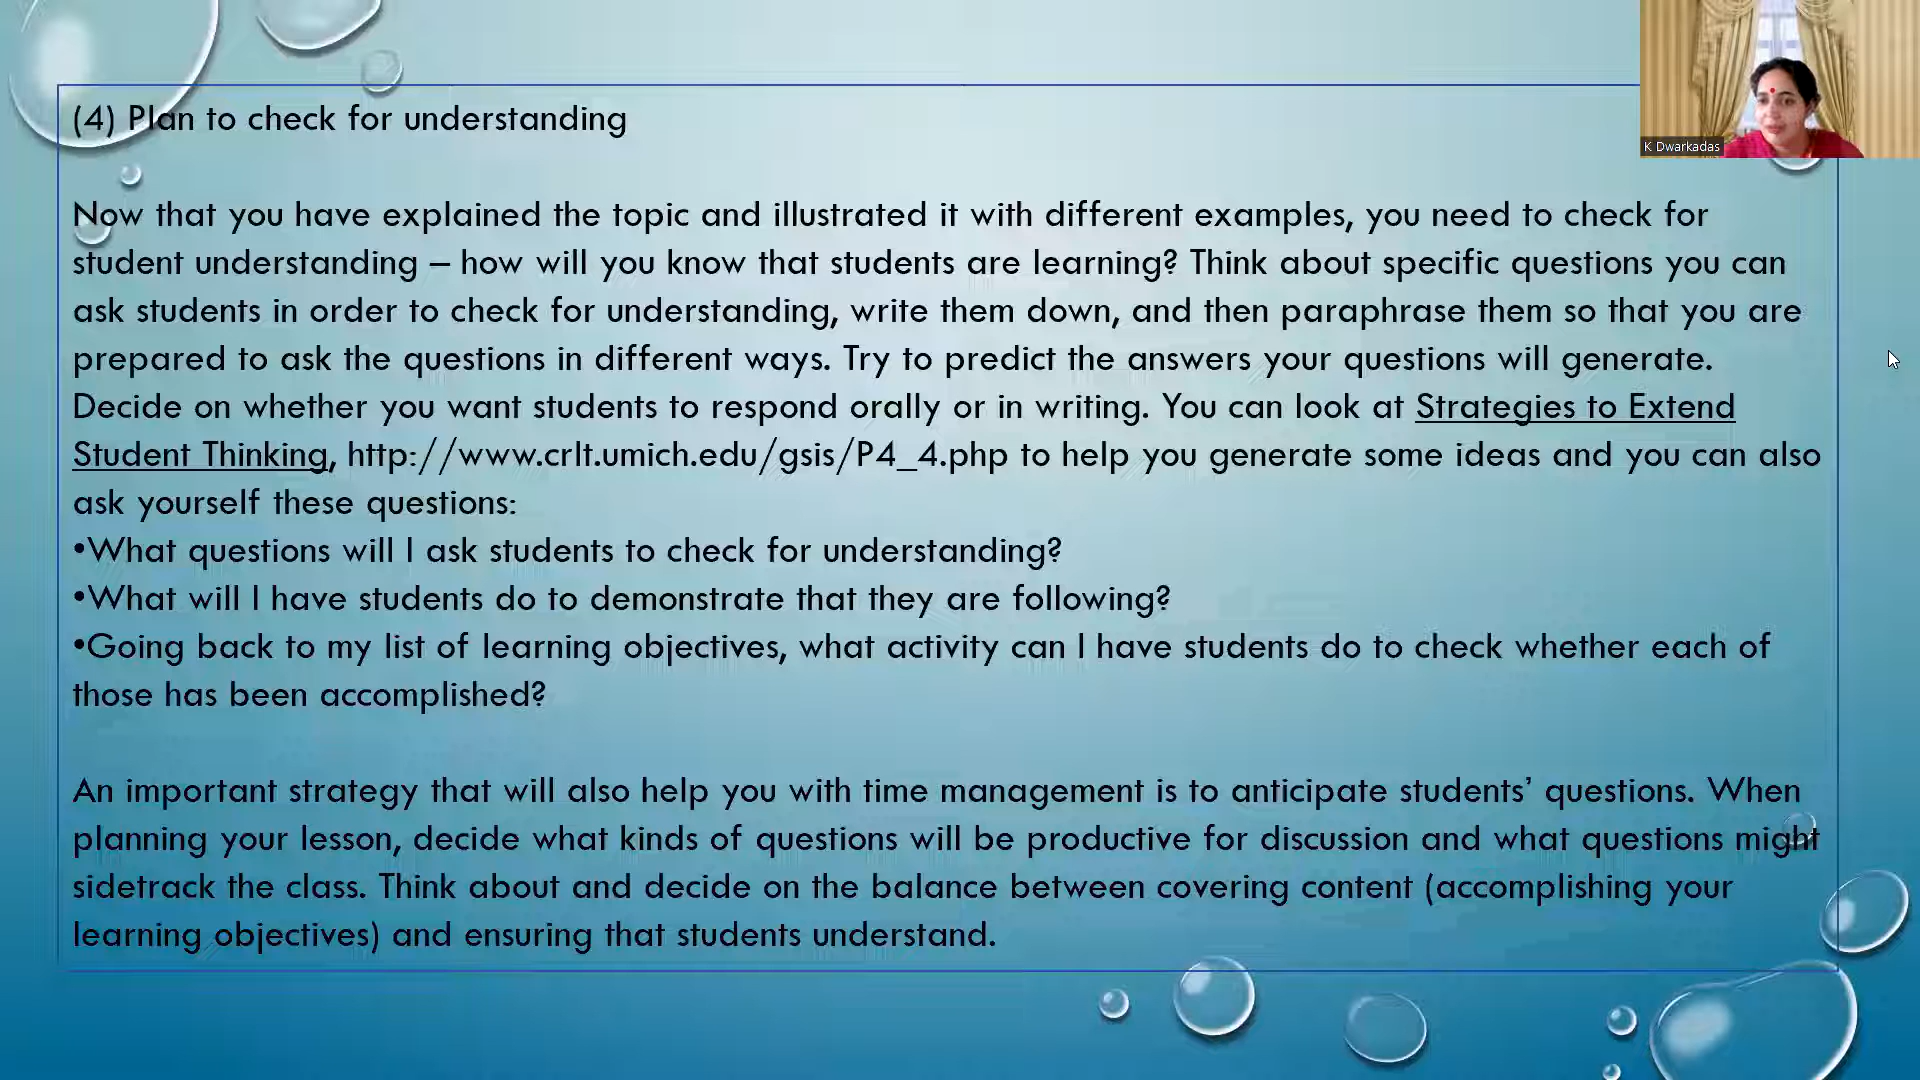 (4) Plan to check for understanding
K Dwarkadas
Now that you have explained the topic and illustrated it with different examples, you need to check for
student understanding – how will you know that students are learning? Think about specific questions you can
ask students in order to check for understanding, write them down, and then paraphrase them so that you are
prepared to ask the questions in different ways. Try to predict the answers your questions will generate.
Decide on whether you want students to respond orally or in writing. You can look at Strategies to Extend
Student Thinking, http://www.crlt.umich.edu/gsis/P4_4.php to help you generate some ideas and you can also
ask yourself these questions:
•What questions will I ask students to check for understanding?
•What will I have students do to demonstrate that they are following?
•Going back to my list of learning objectives, what activity can I have students do to check whether each of
those has been accomplished?
An important strategy that will also help you with time management is to anticipate students’ questions. When
planning your lesson, decide what kinds of questions will be productive for discussion and what questions might
sidetrack the class. Think about and decide on the balance between covering content (accomplishing your
learning objectives) and ensuring that students understand.